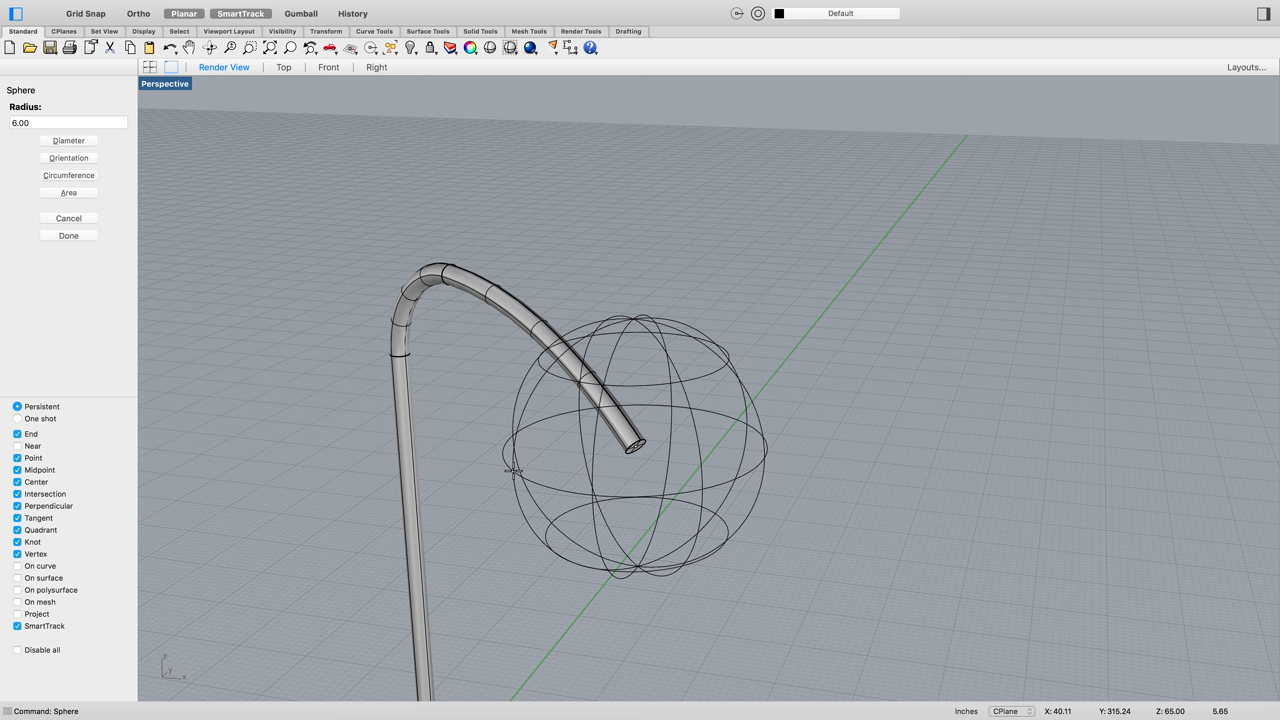 Grid Snap Ortho Planar SmartTrack Gumball History Default
Standard CPlanes Set View Display Select Viewport Layout Visibility Transform Curve Tools Surface Tools Solid Tools Mesh Tools Render Tools Drafting
Render View Top Front Right Layouts...
Perspective
Sphere
Radius:
6.00
Diameter
Orientation
Circumference
Area
Cancel
Done
Persistent
One shot
End
Near
Point
Midpoint
Center
Intersection
Perpendicular
Tangent
Quadrant
Knot
Vertex
On curve
On surface
On polysurface
On mesh
Project
SmartTrack
Disable all
z
y
x
Command: Sphere Inches CPlane X: 40.11 Y: 315.24 Z: 65.00 5.65